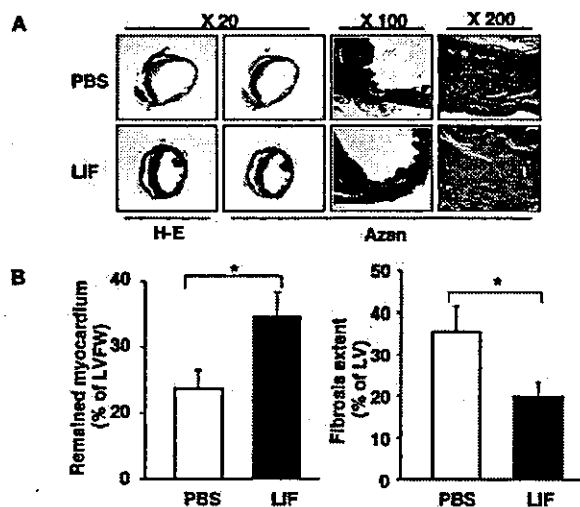 A
X 20 X 100 X 200
PBS
LIF
H-E Azan
B
Remained myocardium
(% of LVFW)
40
30
20
0
*
PBS LIF
Fibrosis extent
(% of LV)
50
40
30
20
10
0
*
PBS LIF